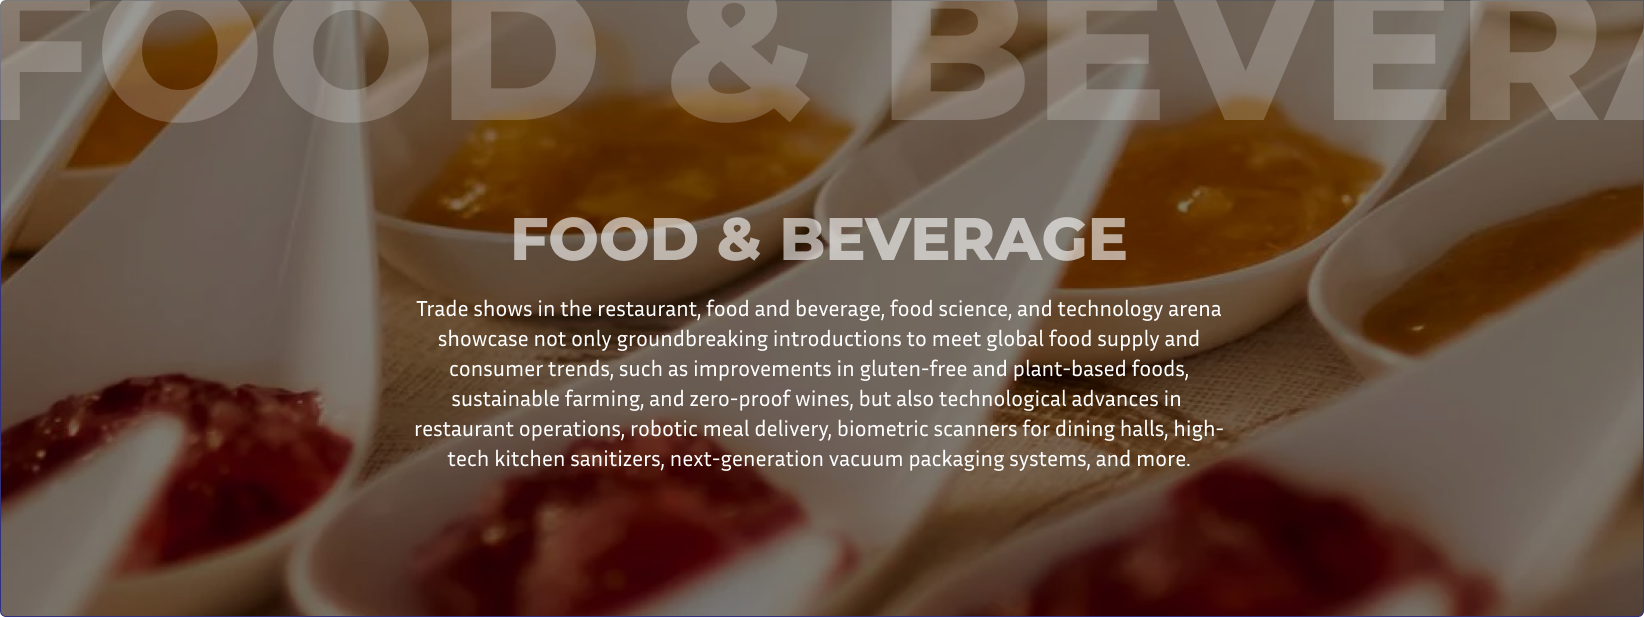 FOOD & BEVERA
FOOD & BEVERAGE
Trade shows in the restaurant, food and beverage, food science, and technology arena
showcase not only groundbreaking introductions to meet global food supply and
consumer trends, such as improvements in gluten-free and plant-based foods,
sustainable farming, and zero-proof wines, but also technological advances in
restaurant operations, robotic meal delivery, biometric scanners for dining halls, high-
tech kitchen sanitizers, next-generation vacuum packaging systems, and more.